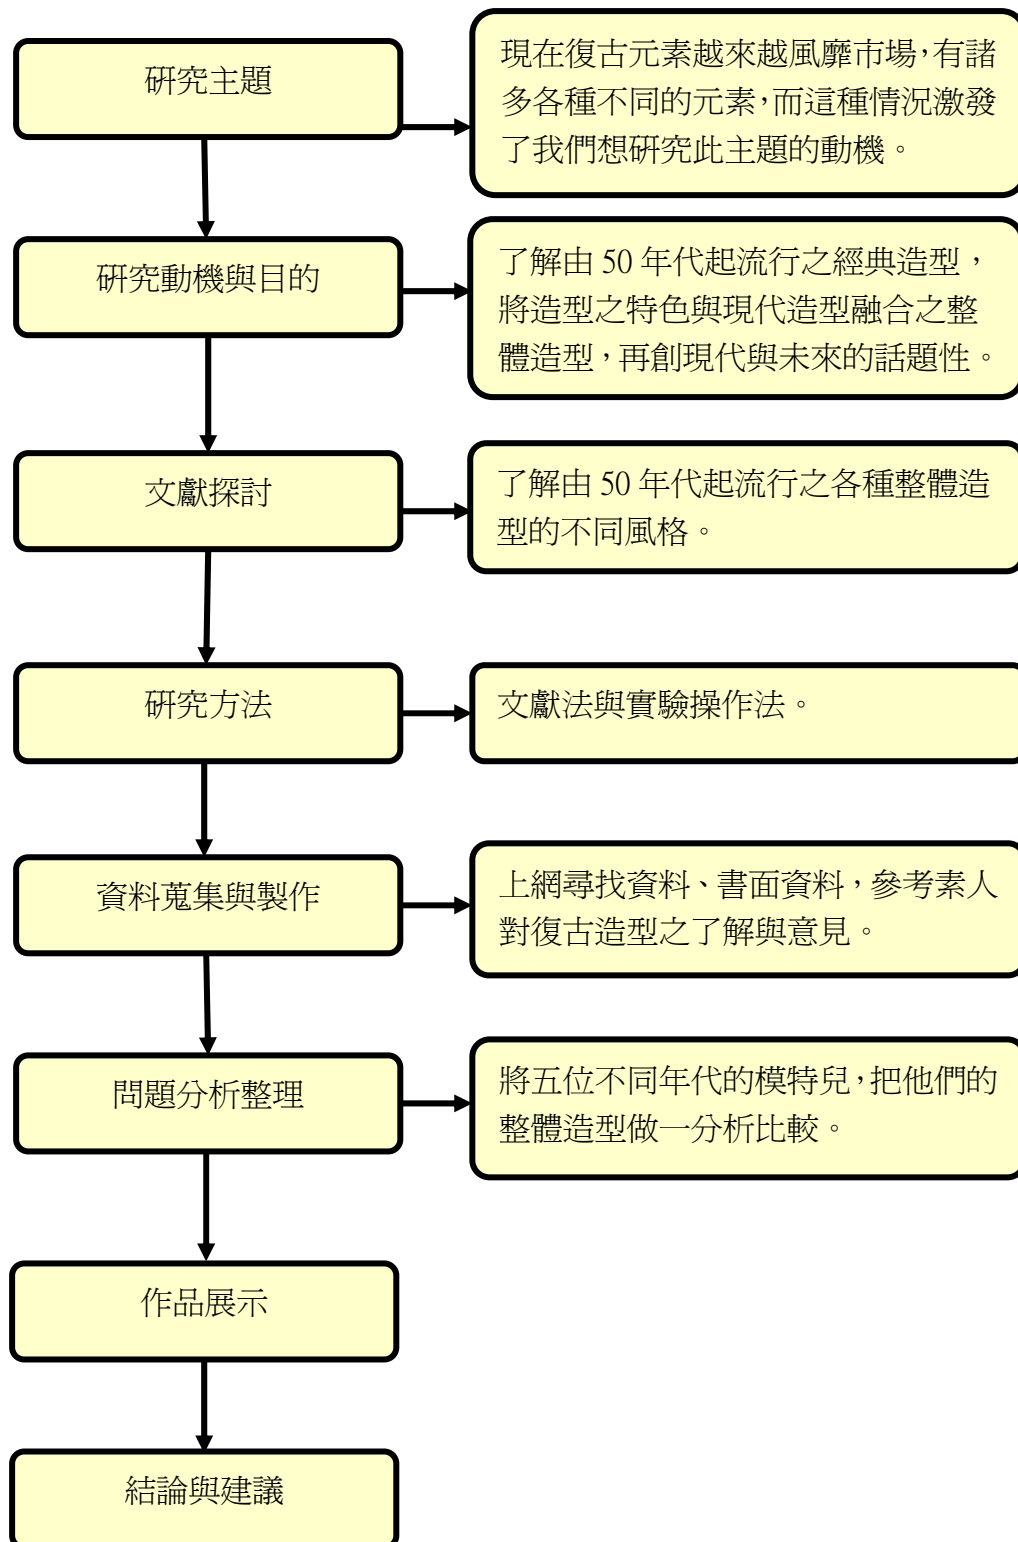 研究主題
現在復古元素越來越風靡市場，有諸
多各種不同的元素，而這種情況激發
了我們想研究此主題的動機。
研究動機與目的
了解由 50 年代起流行之經典造型，
將造型之特色與現代造型融合之整
體造型，再創現代與未來的話題性。
文獻探討
了解由 50 年代起流行之各種整體造
型的不同風格。
研究方法
文獻法與實驗操作法。
資料蒐集與製作
上網尋找資料、書面資料，參考素人
對復古造型之了解與意見。
問題分析整理
將五位不同年代的模特兒，把他們的
整體造型做一分析比較。
作品展示
結論與建議